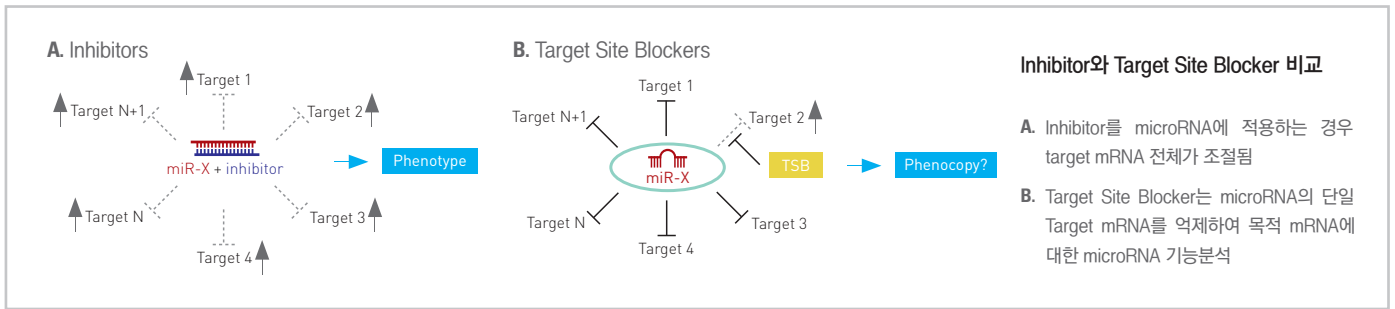 A. Inhibitors
Target 1
Target N+1
Target 2
miR-X + inhibitor
Phenotype
Target N
Target 3
Target 4
B. Target Site Blockers
Target 1
Target N+1
Target 2
TSB
miR-X
Phenocopy?
Target N
Target 3
Target 4
Inhibitor와 Target Site Blocker 비교
A. Inhibitor를 microRNA에 적용하는 경우
target mRNA 전체가 조절됨
B. Target Site Blocker는 microRNA의 단일
Target mRNA를 억제하여 목적 mRNA에
대한 microRNA 기능분석